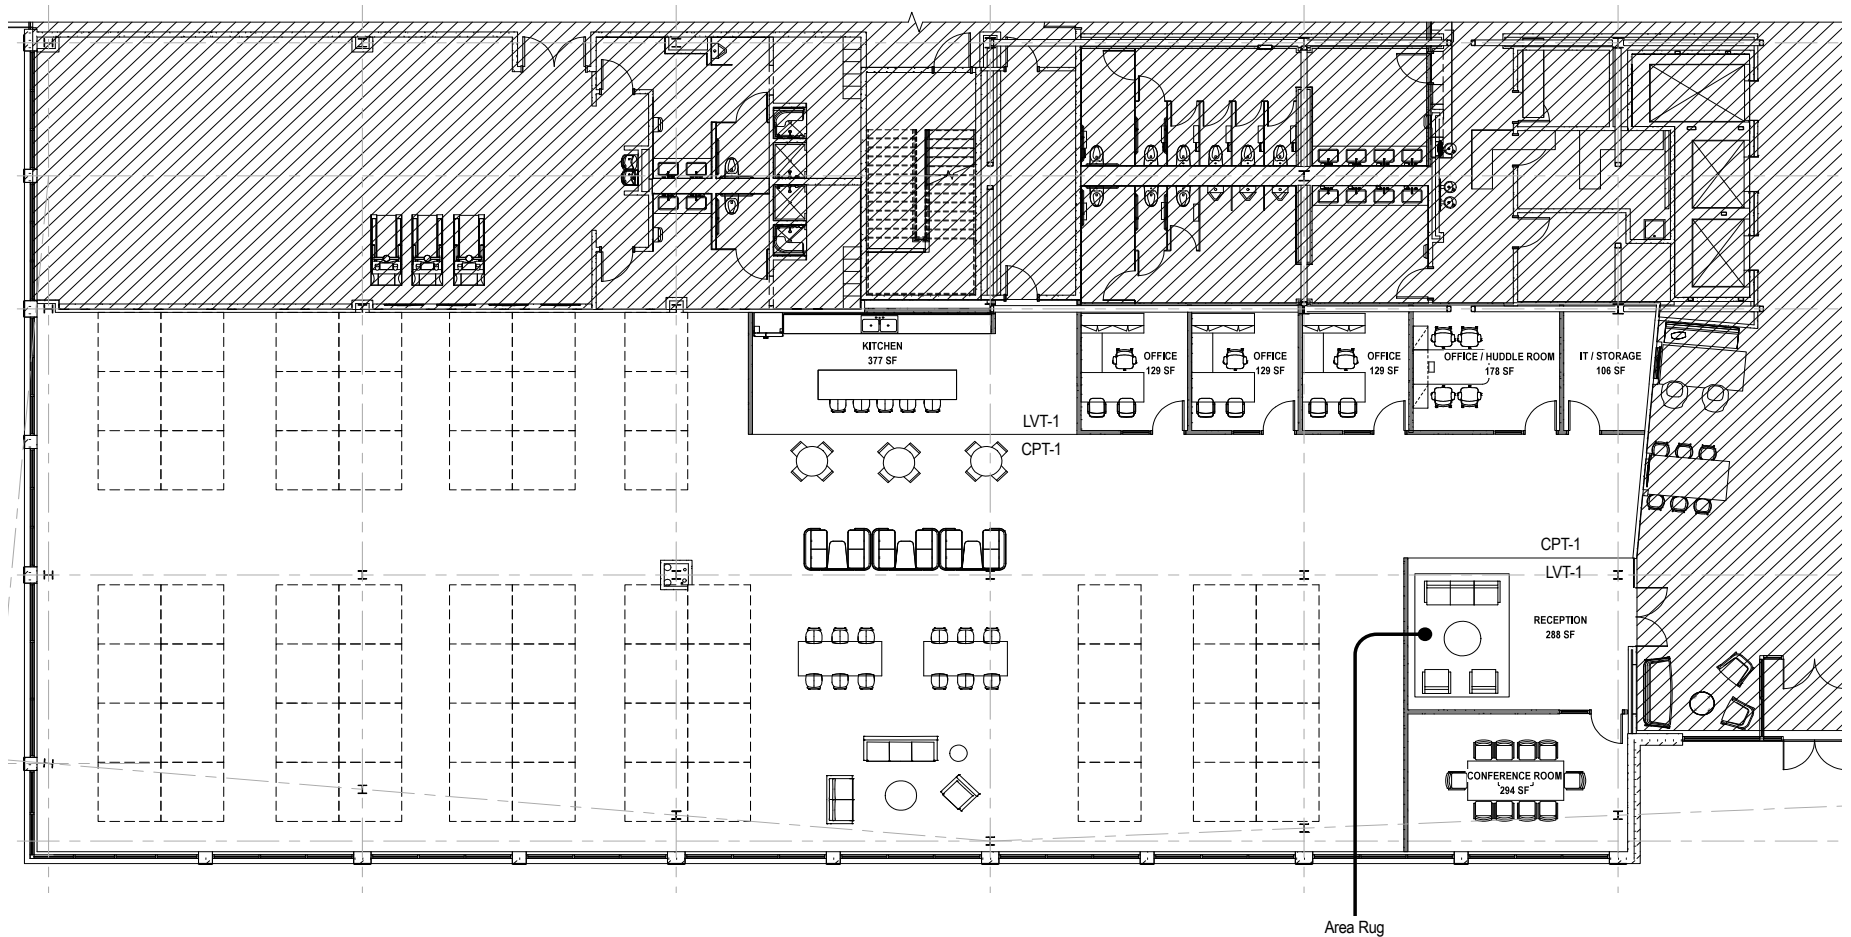 KITCHEN
377 SF
OFFICE
129 SF
OFFICE
129 SF
OFFICE
129 SF
OFFICE / HUDDLE ROOM
178 SF
IT / STORAGE
106 SF
LVT-1
CPT-1
CPT-1
LVT-1
RECEPTION
288 SF
CONFERENCE ROOM
294 SF
Area Rug